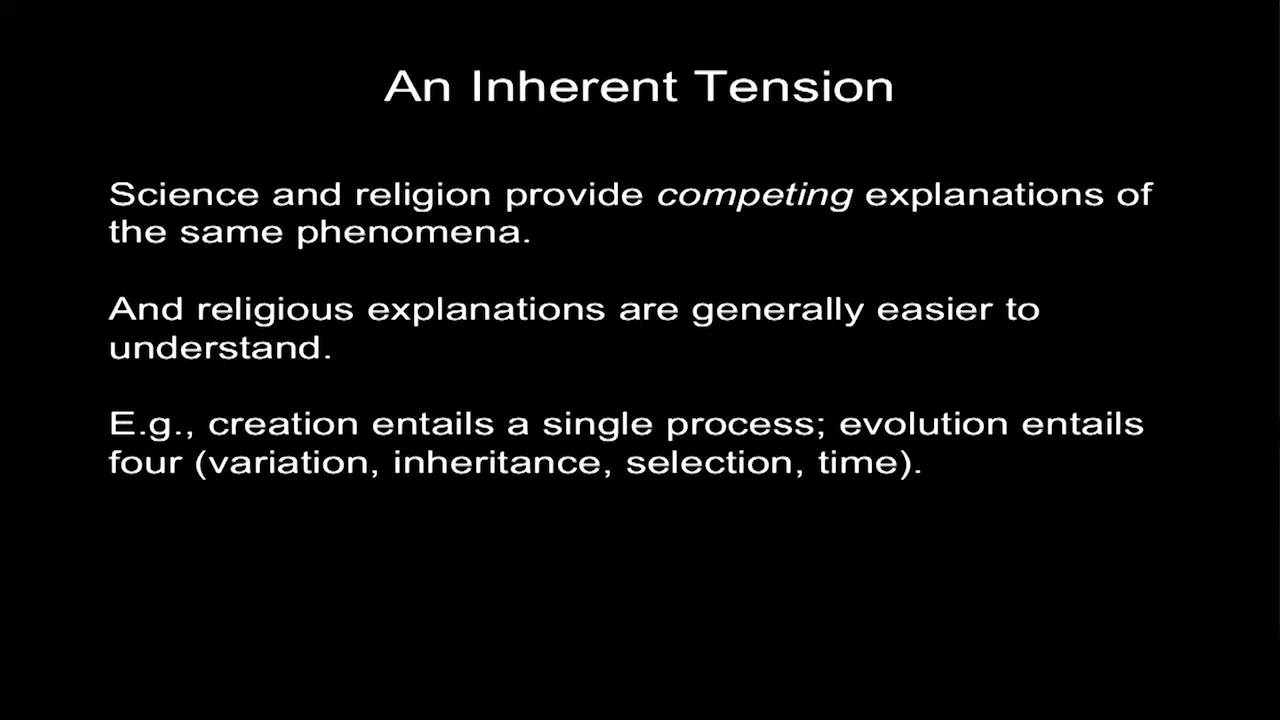 An Inherent Tension
Science and religion provide competing explanations of
the same phenomena.
And religious explanations are generally easier to
understand.
E.g., creation entails a single process; evolution entails
four (variation, inheritance, selection, time).